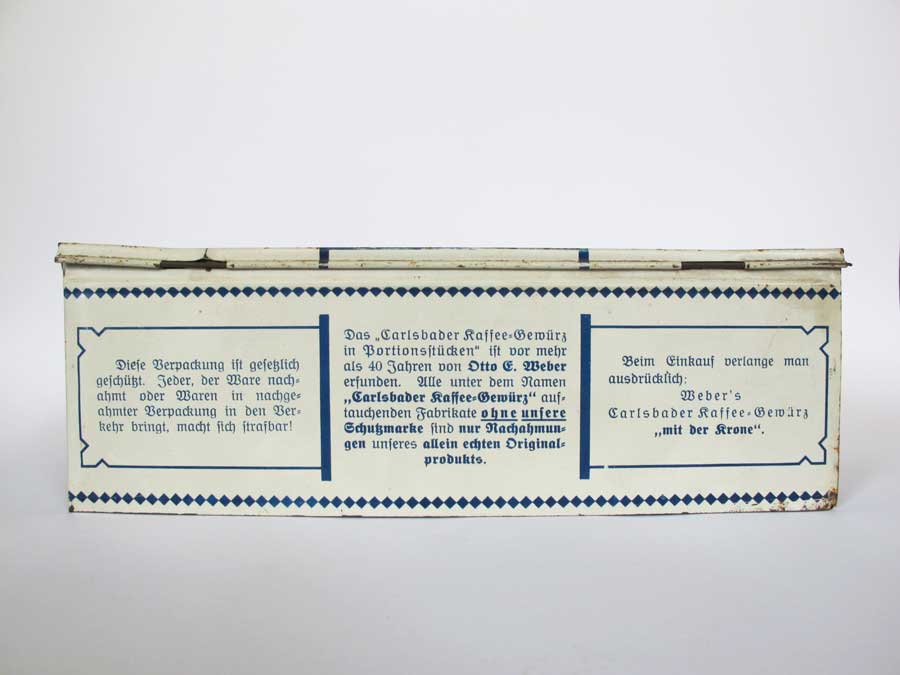 Diese Verpackung ist gesetzlich
geschützt. Jeder, der Ware nach-
ahmt oder Waren in nachge-
ahmter Verpackung in den Ver-
kehr bringt, macht sich strafbar!
Das „Carlsbader Kaffee-Gewürz
in Portionsstücken“ ist vor mehr
als 40 Jahren von Otto E. Weber
erfunden. Alle unter dem Namen
„Carlsbader Kaffee-Gewürz“ auf-
tauchenden Fabrikate ohne unsere
Schutzmarke sind nur Nachahmun-
gen unseres allein echten Original-
produkts.
Beim Einkauf verlange man
ausdrücklich:
Weber's
Carlsbader Kaffee-Gewürz
„mit der Krone“.